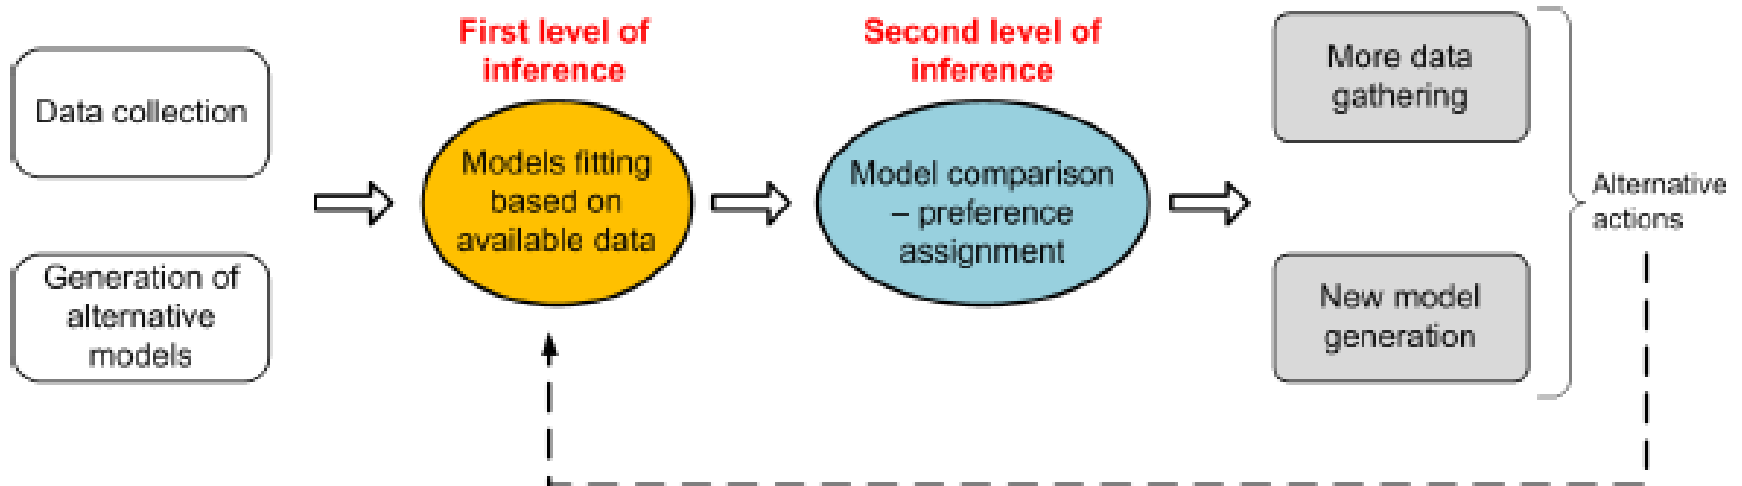 Data collection
Generation of
alternative
models
First level of
inference
Models fitting
based on
available data
Second level of
inference
Model comparison
– preference
assignment
More data
gathering
New model
generation
Alternative
actions